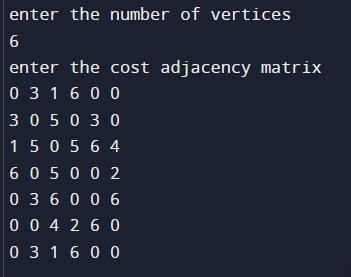 enter the number of vertices
6
enter the cost adjacency matrix
0 3 1 6 0 0
3 0 5 0 3 0
1 5 0 5 6 4
6 0 5 0 0 2
0 3 6 0 0 6
0 0 4 2 6 0
0 3 1 6 0 0